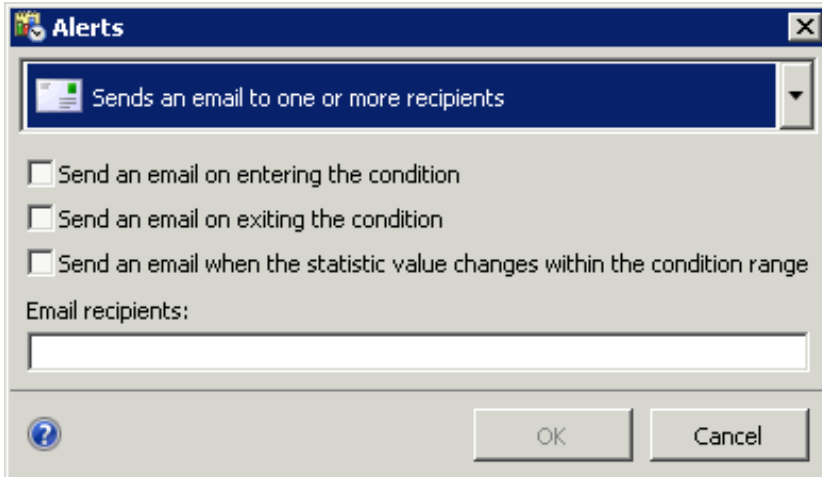 Alerts
Sends an email to one or more recipients
Send an email on entering the condition
Send an email on exiting the condition
Send an email when the statistic value changes within the condition range
Email recipients:
OK Cancel